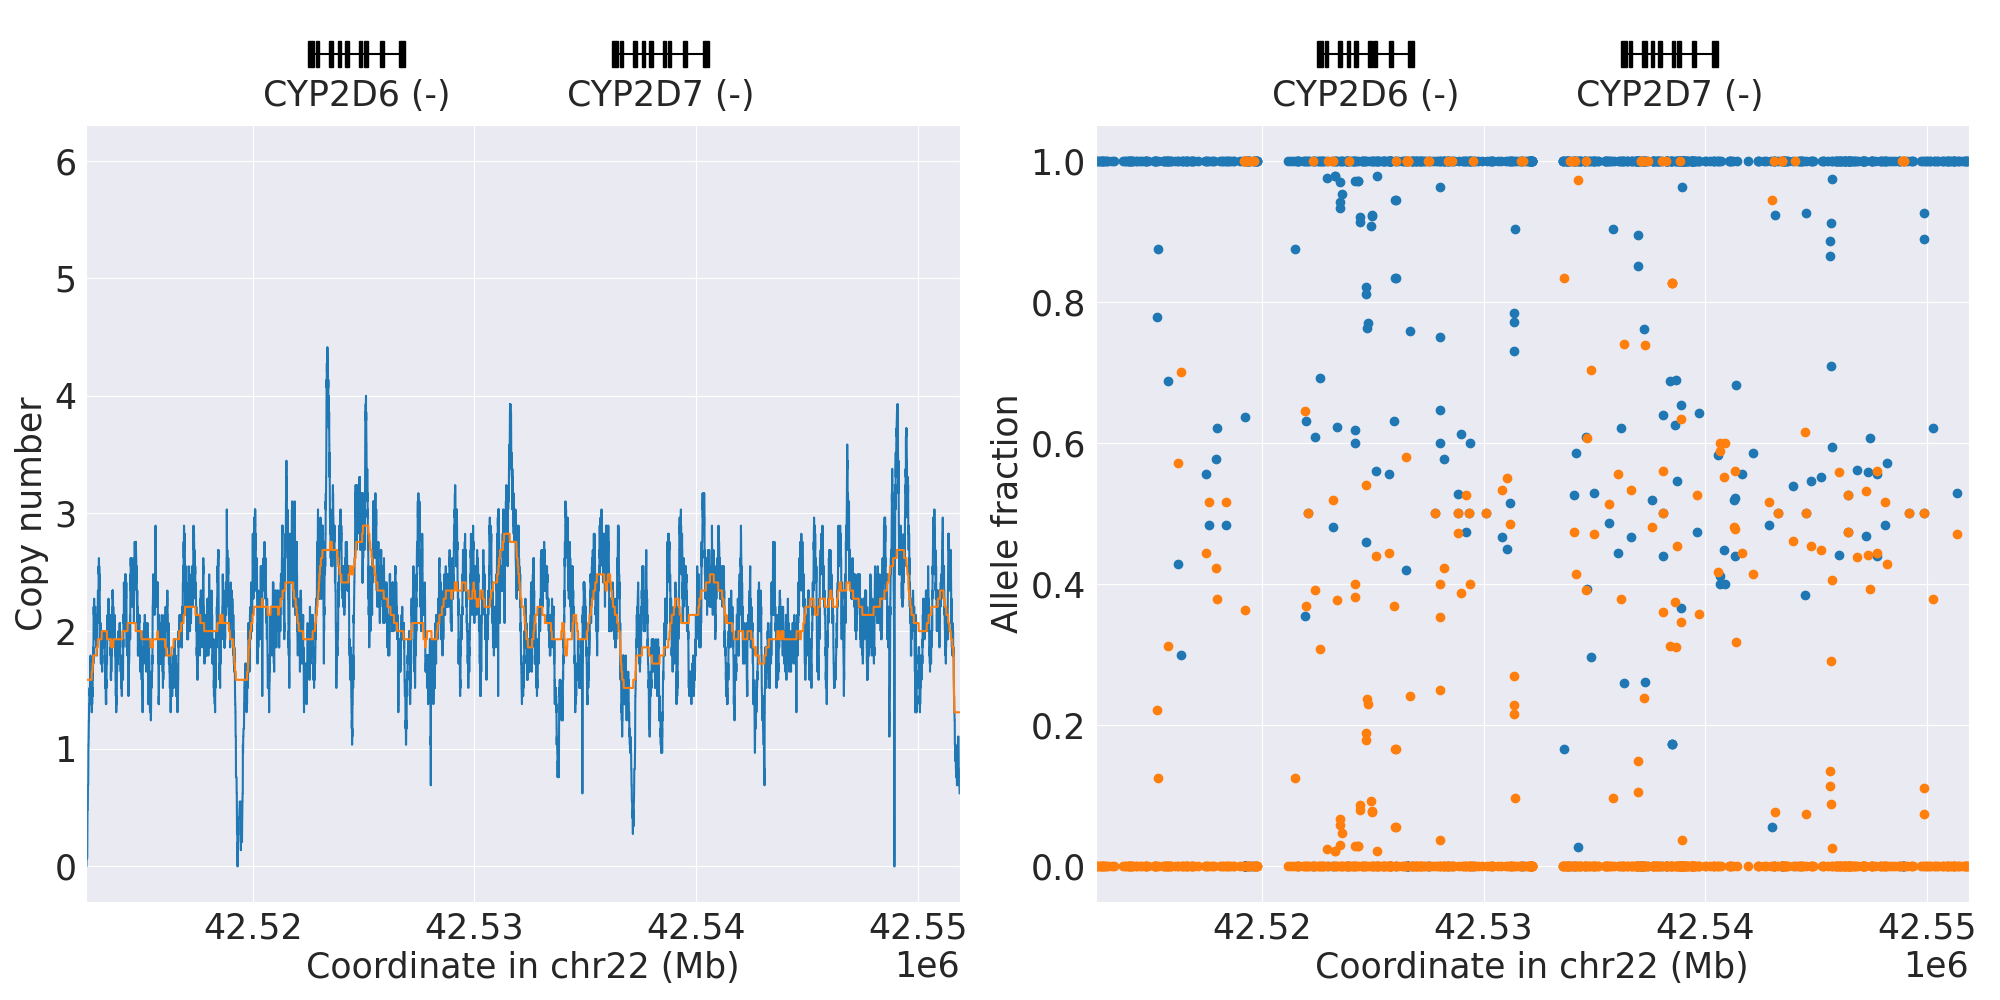 CYP2D6 (-)
CYP2D7 (-)
CYP2D6 (-)
CYP2D7 (-)
Copy number
6
5
4
3
2
1
0
42.52
42.53
42.54
42.55
Coordinate in chr22 (Mb)
1e6
Allele fraction
1.0
0.8
0.6
0.4
0.2
0.0
42.52
42.53
42.54
42.55
Coordinate in chr22 (Mb)
1e6